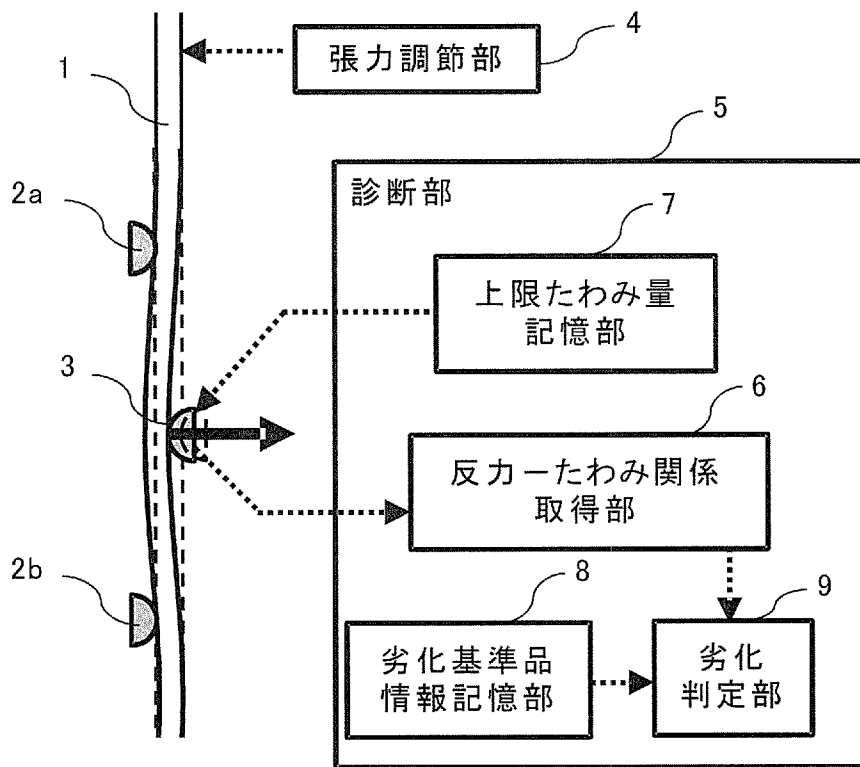 4
張力調節部
1
5
診断部
2a
7
上限たわみ量
記憶部
3
6
反力－たわみ関係
取得部
2b
8
9
劣化基準品
情報記憶部
劣化
判定部